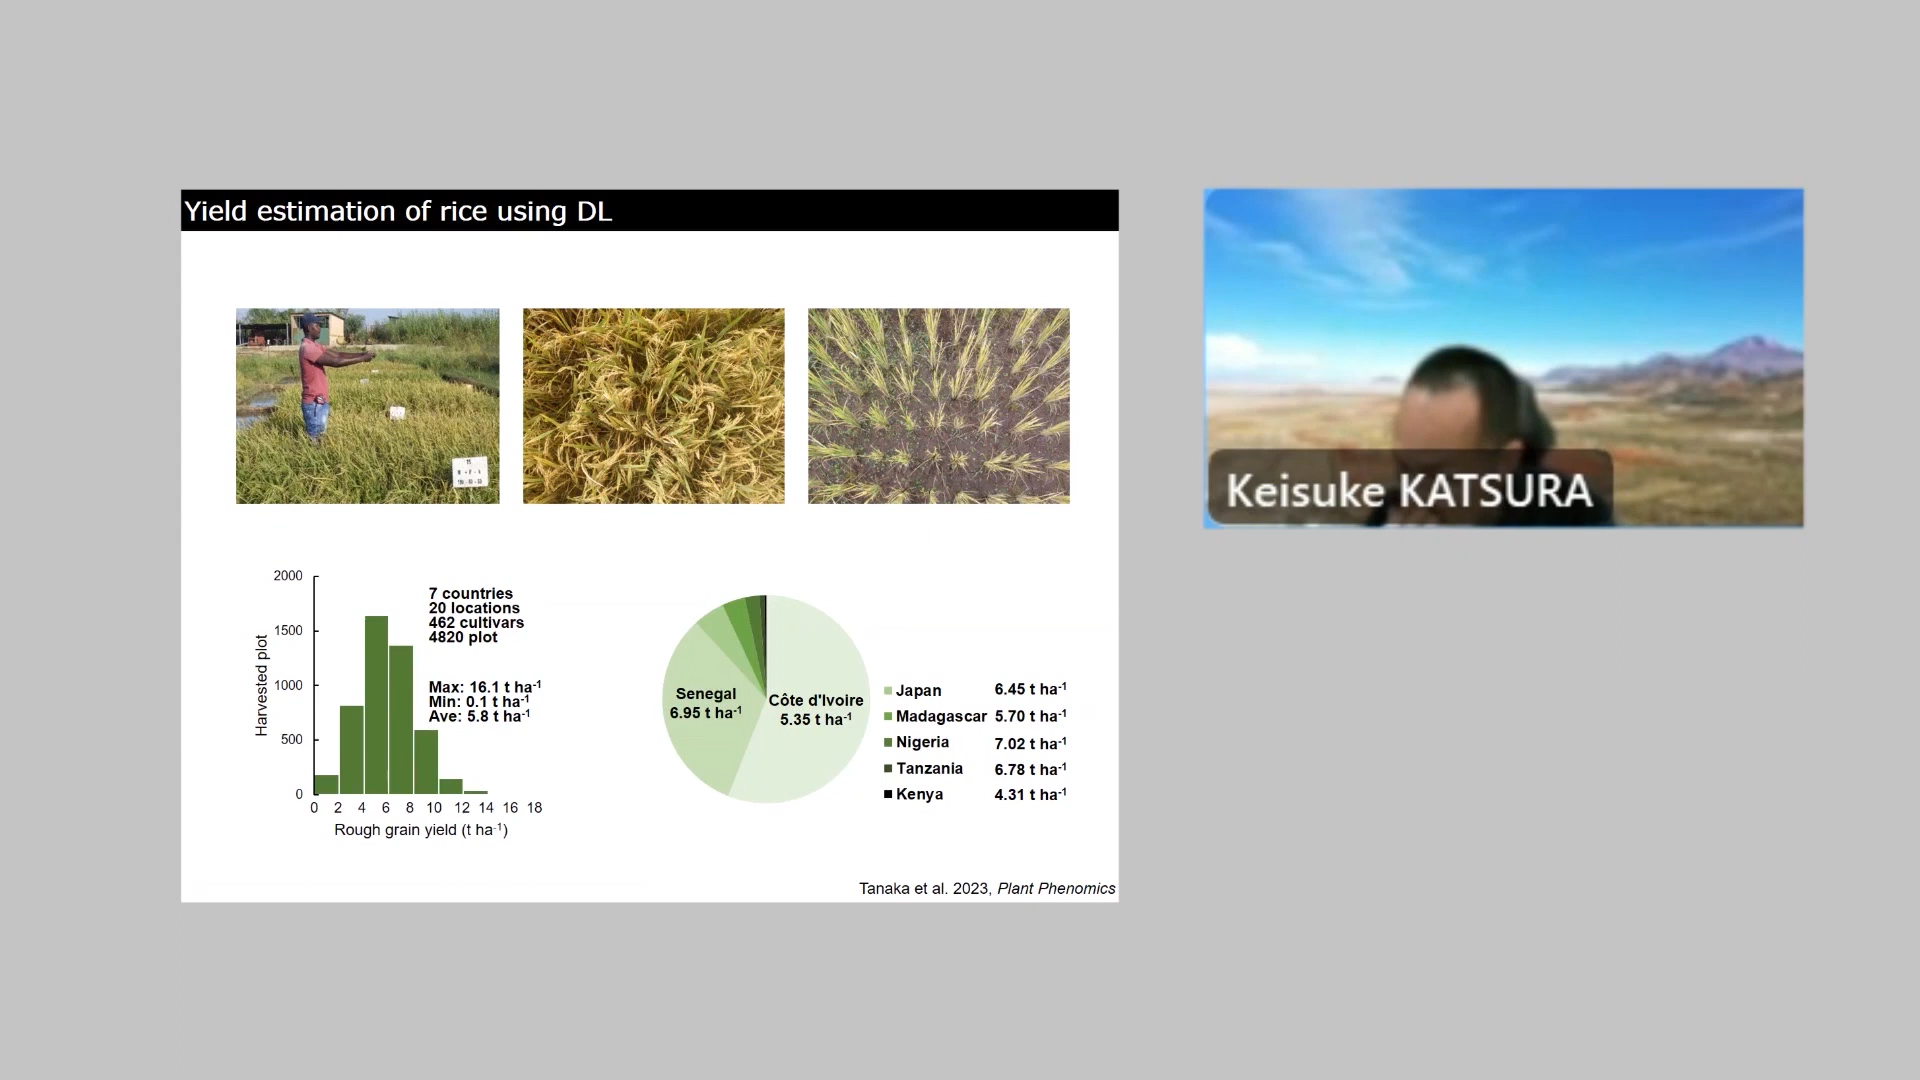 Yield estimation of rice using DL
Keisuke KATSURA
2000
1500
1000
500
0
Harvested plot
7 countries
20 locations
462 cultivars
4820 plot
Max: 16.1 t ha-1
Min: 0.1 t ha-1
Ave: 5.8 t ha-1
0 2 4 6 8 10 12 14 16 18
Rough grain yield (t ha-1)
Senegal
6.95 t ha-1
Côte d'Ivoire
5.35 t ha-1
Japan 6.45 t ha-1
Madagascar 5.70 t ha-1
Nigeria 7.02 t ha-1
Tanzania 6.78 t ha-1
Kenya 4.31 t ha-1
Tanaka et al. 2023, Plant Phenomics